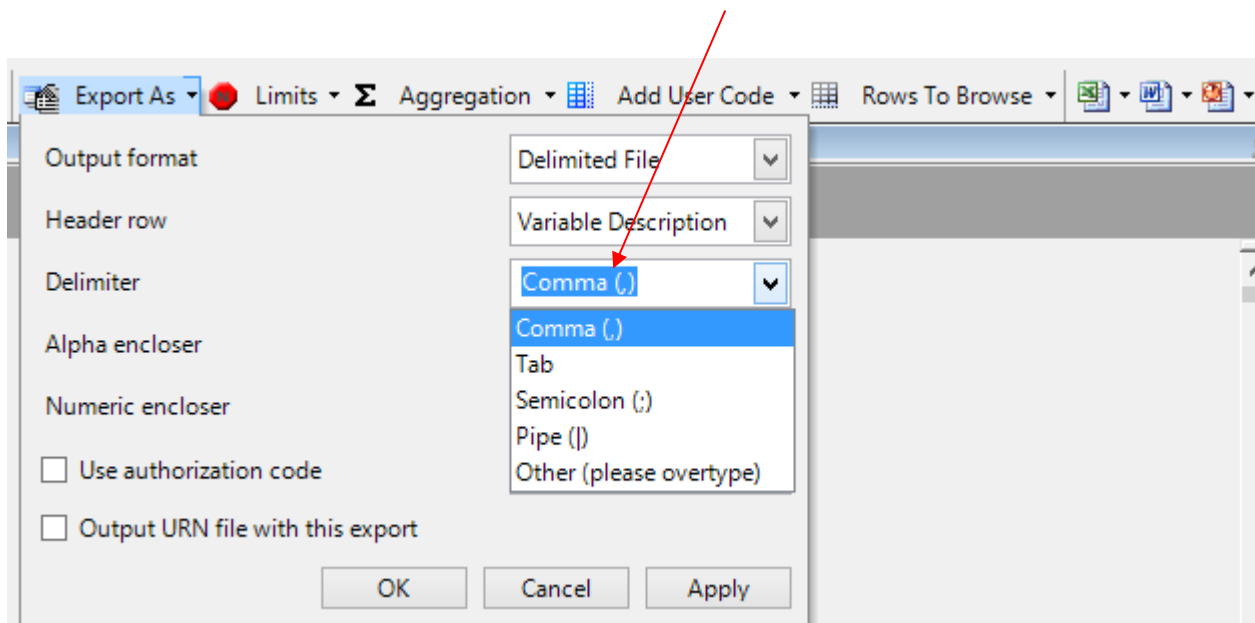 Export As Limits Σ Aggregation Add User Code Rows To Browse
Output format Delimited File
Header row Variable Description
Delimiter Comma (,)
Comma (,)
Alpha encloser
Tab
Numeric encloser Semicolon (;)
Pipe (|)
Use authorization code Other (please overtype)
Output URN file with this export
OK Cancel Apply